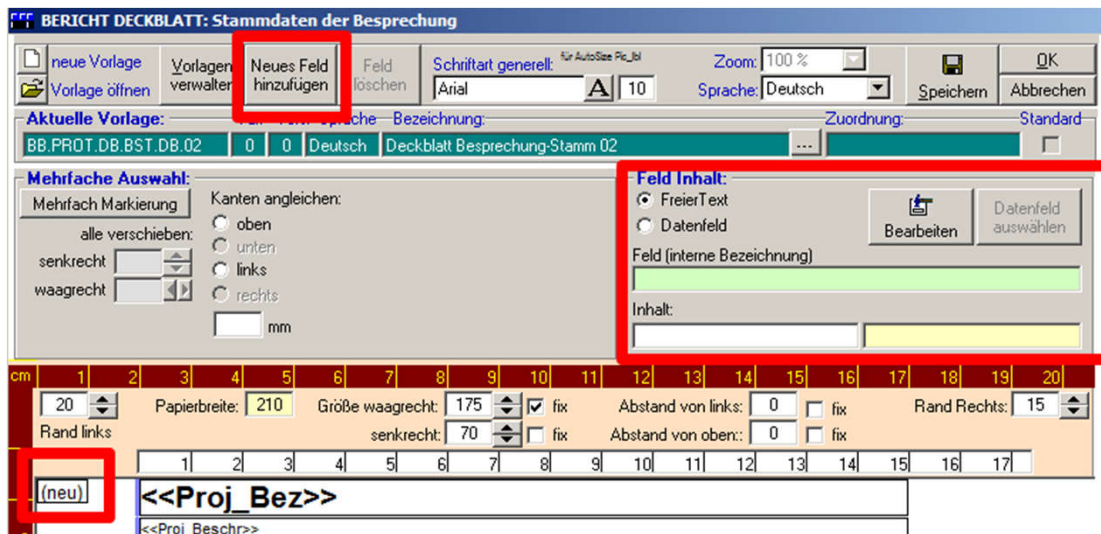 BERICHT DECKBLATT: Stammdaten der Besprechung
neue Vorlage
Vorlage öffnen
Vorlagen verwalten
Neues Feld hinzufügen
Feld löschen
Schriftart generell:
für AutoSize Pic_lbl
Arial
A
10
Zoom: 100 %
Sprache: Deutsch
Speichern
OK
Abbrechen
Aktuelle Vorlage:
Sprache
Bezeichnung:
Zuordnung:
Standard
BB.PROT.DB.BST.DB.02
0
0
Deutsch
Deckblatt Besprechung-Stamm 02
...
Mehrfache Auswahl:
Mehrfach Markierung
alle verschieben:
senkrecht
waagrecht
Kanten angleichen:
oben
unten
links
rechts
mm
Feld Inhalt:
FreierText
Datenfeld
Bearbeiten
Datenfeld auswählen
Feld (interne Bezeichnung)
Inhalt:
cm 1 2 3 4 5 6 7 8 9 10 11 12 13 14 15 16 17 18 19 20
20
Rand links
Papierbreite: 210
Größe waagrecht: 175 fix
senkrecht: 70 fix
Abstand von links: 0 fix
Abstand von oben:: 0 fix
Rand Rechts: 15
1 2 3 4 5 6 7 8 9 10 11 12 13 14 15 16 17
(neu)
<<Proj_Bez>>
<<Proj_Beschr>>